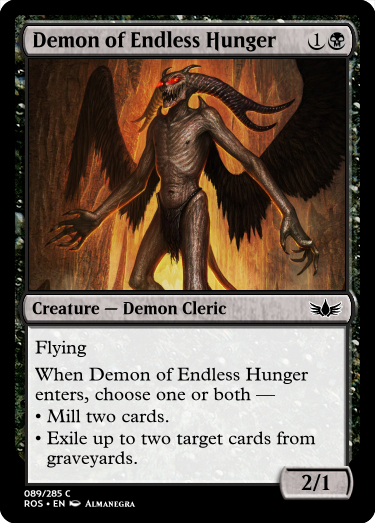 Demon of Endless Hunger 1
Creature — Demon Cleric
Flying
When Demon of Endless Hunger
enters, choose one or both —
• Mill two cards.
• Exile up to two target cards from
graveyards.
2/1
089/285 C
ROS • EN Almanegra